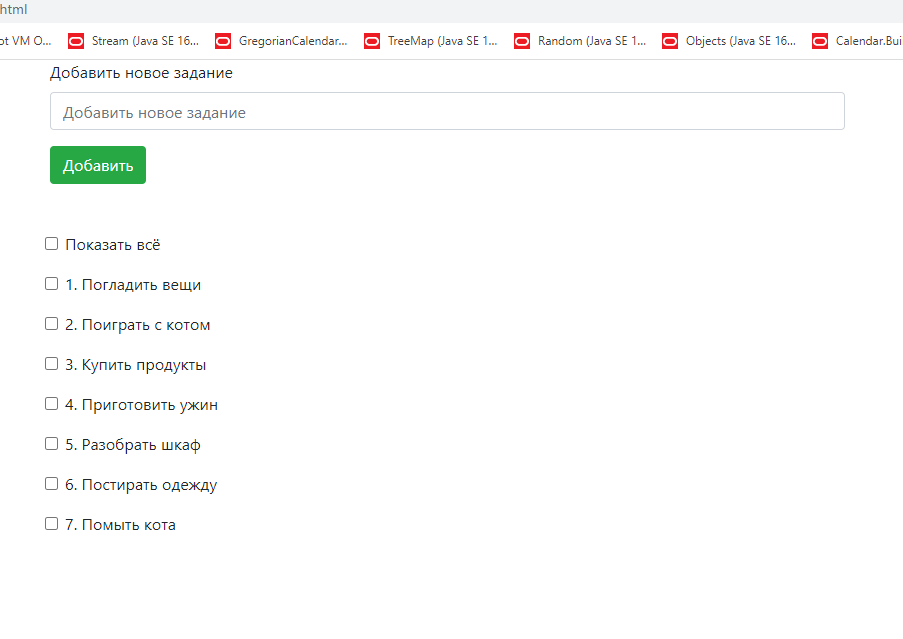 html
ot VM O... Stream (Java SE 16... GregorianCalendar... TreeMap (Java SE 1... Random (Java SE 1... Objects (Java SE 16... Calendar.Bui
Добавить новое задание
Добавить новое задание
Добавить
Показать всё
1. Погладить вещи
2. Поиграть с котом
3. Купить продукты
4. Приготовить ужин
5. Разобрать шкаф
6. Постирать одежду
7. Помыть кота